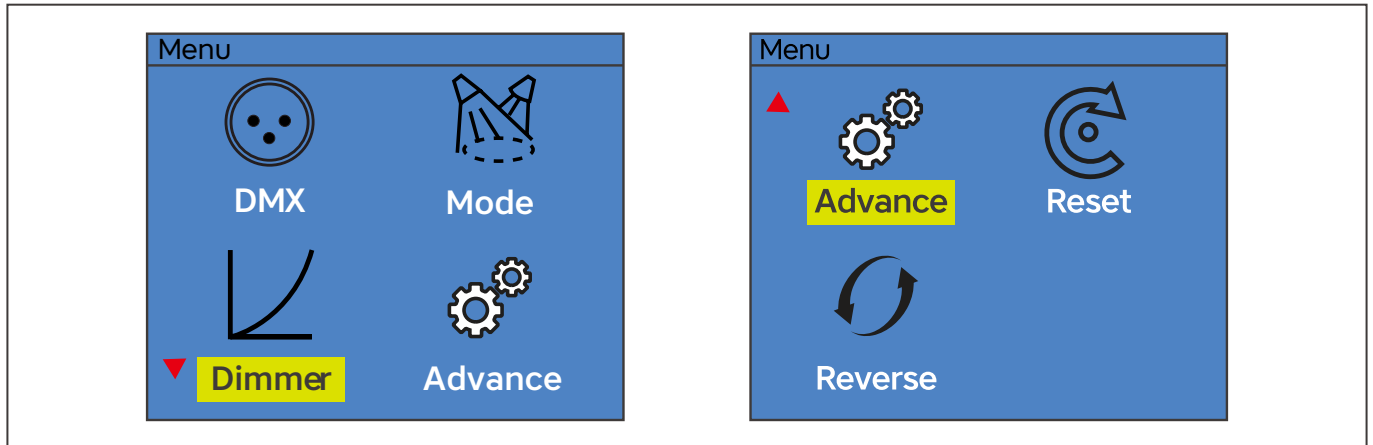 Menu
DMX
Mode
Dimmer
Advance
Menu
Advance
Reset
Reverse